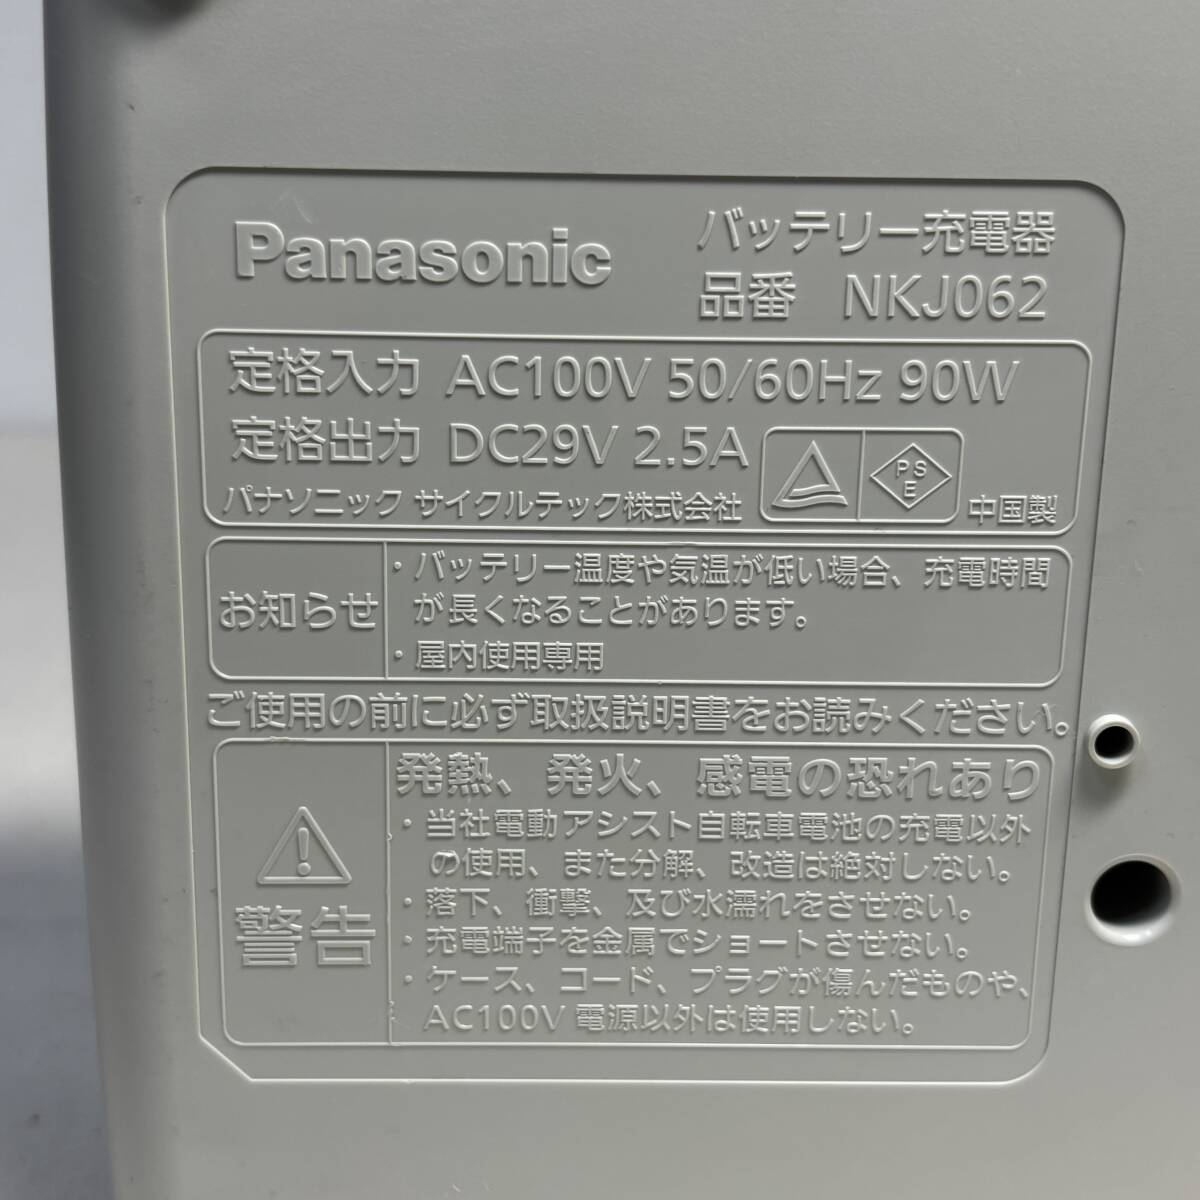 Panasonic
バッテリー充電器
品番 NKJ062
定格入力 AC100V 50/60Hz 90W
定格出力 DC29V 2.5A
PS
E
パナソニック サイクルテック株式会社
中国製
お知らせ
・バッテリー温度や気温が低い場合、充電時間
が長くなることがあります。
・屋内使用専用
ご使用の前に必ず取扱説明書をお読みください。
警告
発熱、発火、感電の恐れあり
・当社電動アシスト自転車電池の充電以外
の使用、また分解、改造は絶対しない。
・落下、衝撃、及び水濡れをさせない。
・充電端子を金属でショートさせない。
・ケース、コード、プラグが傷んだものや、
AC100V 電源以外は使用しない。